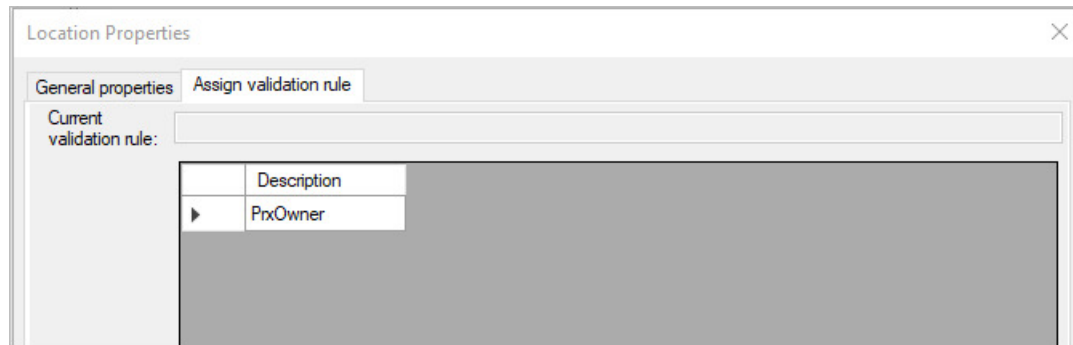 Location Properties
General properties Assign validation rule
Current
validation rule:
Description
PrxOwner